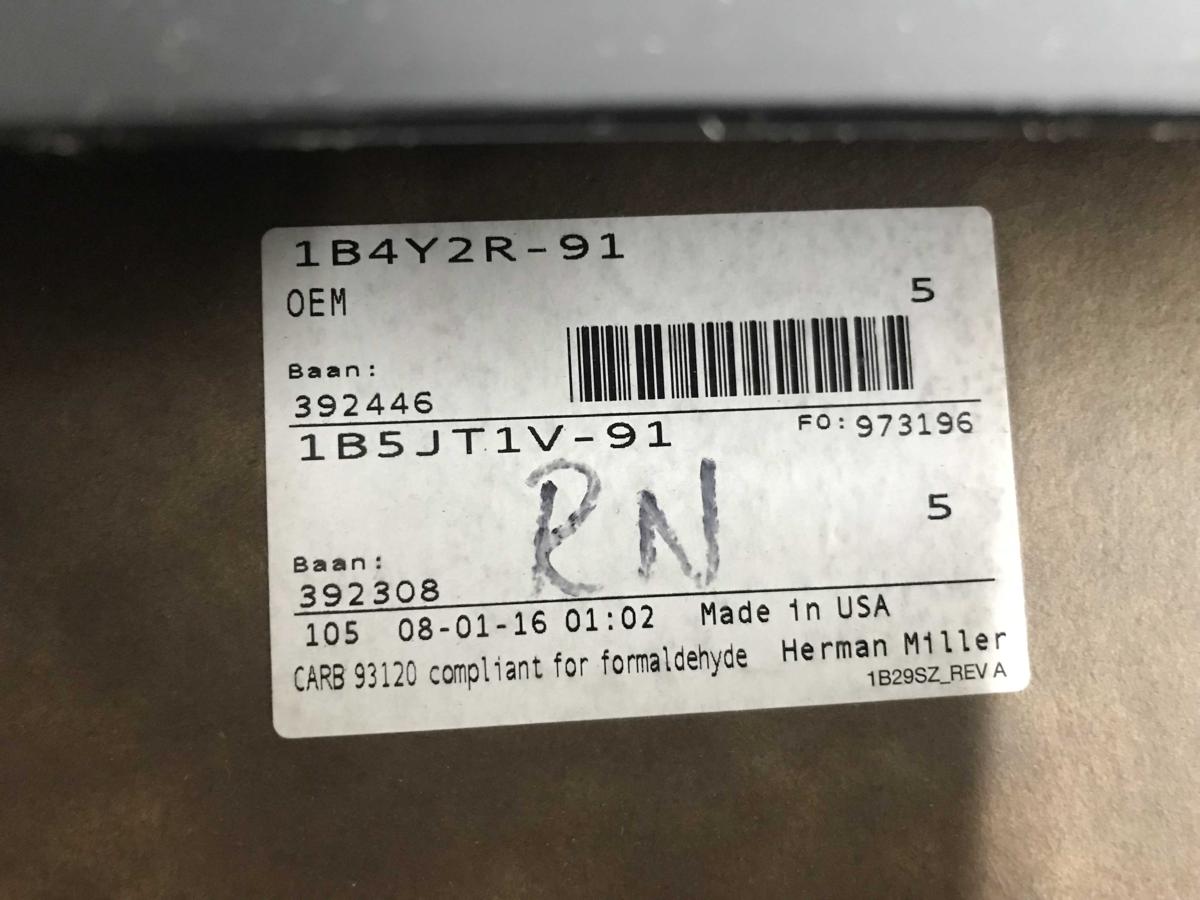 1B4Y2R-91
OEM
5
Baan:
392446
1B5JT1V-91
FO: 973196
RN
5
Baan:
392308
105 08-01-16 01:02 Made in USA
CARB 93120 compliant for formaldehyde Herman Miller
1B29SZ_REV A